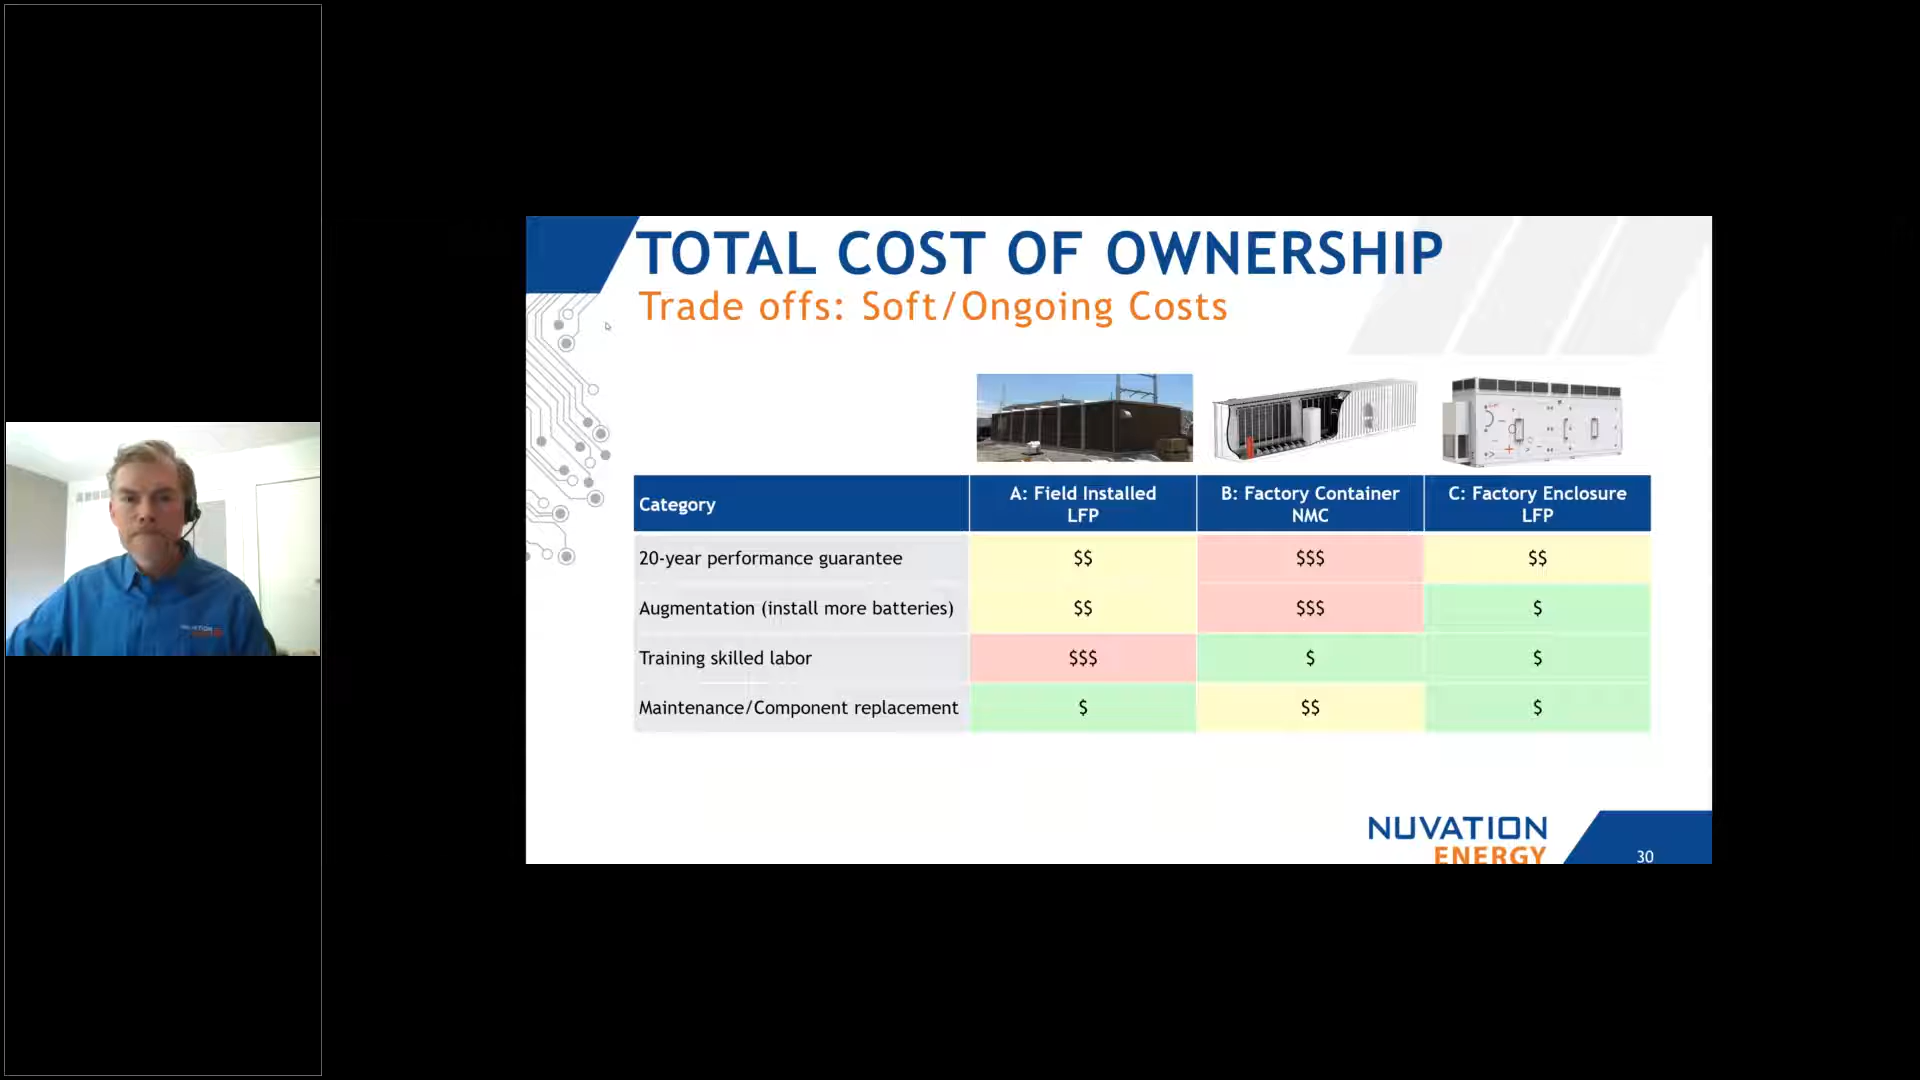 TOTAL COST OF OWNERSHIP
Trade offs: Soft/Ongoing Costs
Category
A: Field Installed
LFP
B: Factory Container
NMC
C: Factory Enclosure
LFP
20-year performance guarantee
$$
$$$
$$
Augmentation (install more batteries)
$$
$$$
$
Training skilled labor
$$$
$
$
Maintenance/Component replacement
$
$$
$
NUVATION
ENERGY
30